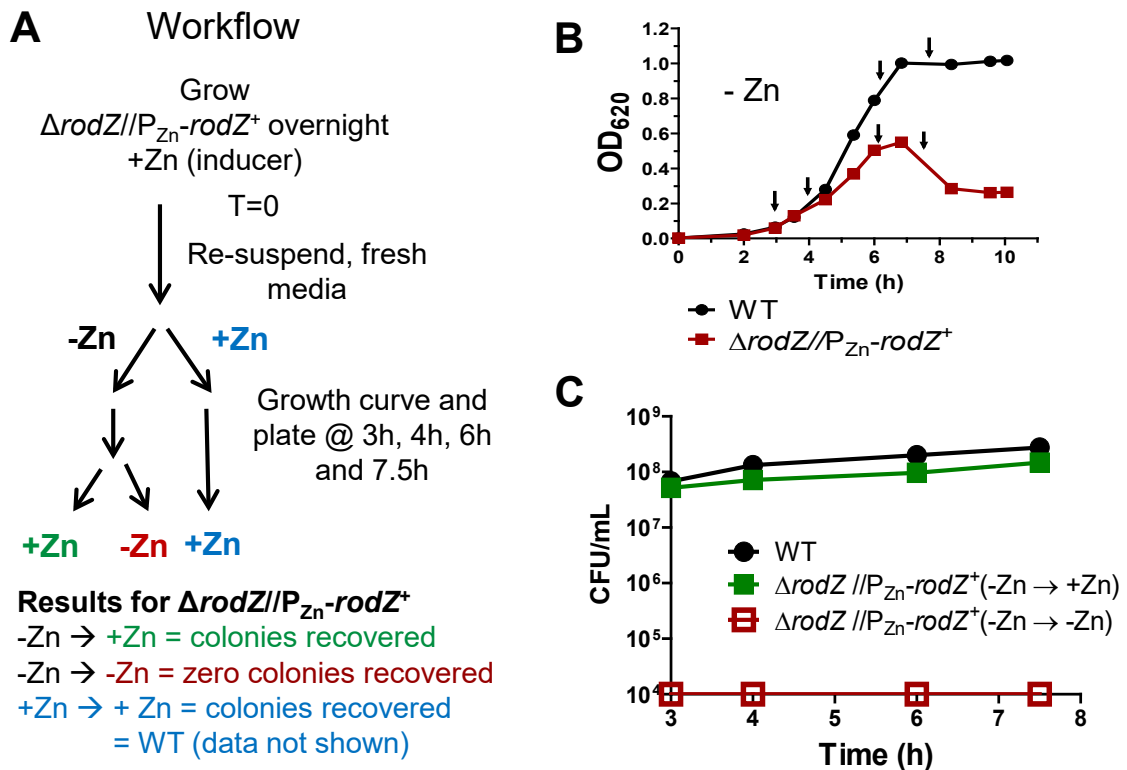 A
Workflow
Grow
ΔrodZ//P_Zn-rodZ⁺ overnight
+Zn (inducer)
T=0
Re-suspend, fresh
media
-Zn
+Zn
Growth curve and
plate @ 3h, 4h, 6h
and 7.5h
+Zn
-Zn
+Zn
Results for ΔrodZ//P_Zn-rodZ⁺
-Zn → +Zn = colonies recovered
-Zn → -Zn = zero colonies recovered
+Zn → + Zn = colonies recovered
= WT (data not shown)
B
- Zn
OD₆₂₀
1.2
1.0
0.8
0.6
0.4
0.2
0.0
0 2 4 6 8 10
Time (h)
WT
ΔrodZ//P_Zn-rodZ⁺
C
CFU/mL
10⁹
10⁸
10⁷
10⁶
10⁵
10⁴
WT
ΔrodZ //P_Zn-rodZ⁺(-Zn → +Zn)
ΔrodZ //P_Zn-rodZ⁺(-Zn → -Zn)
3 4 5 6 7 8
Time (h)